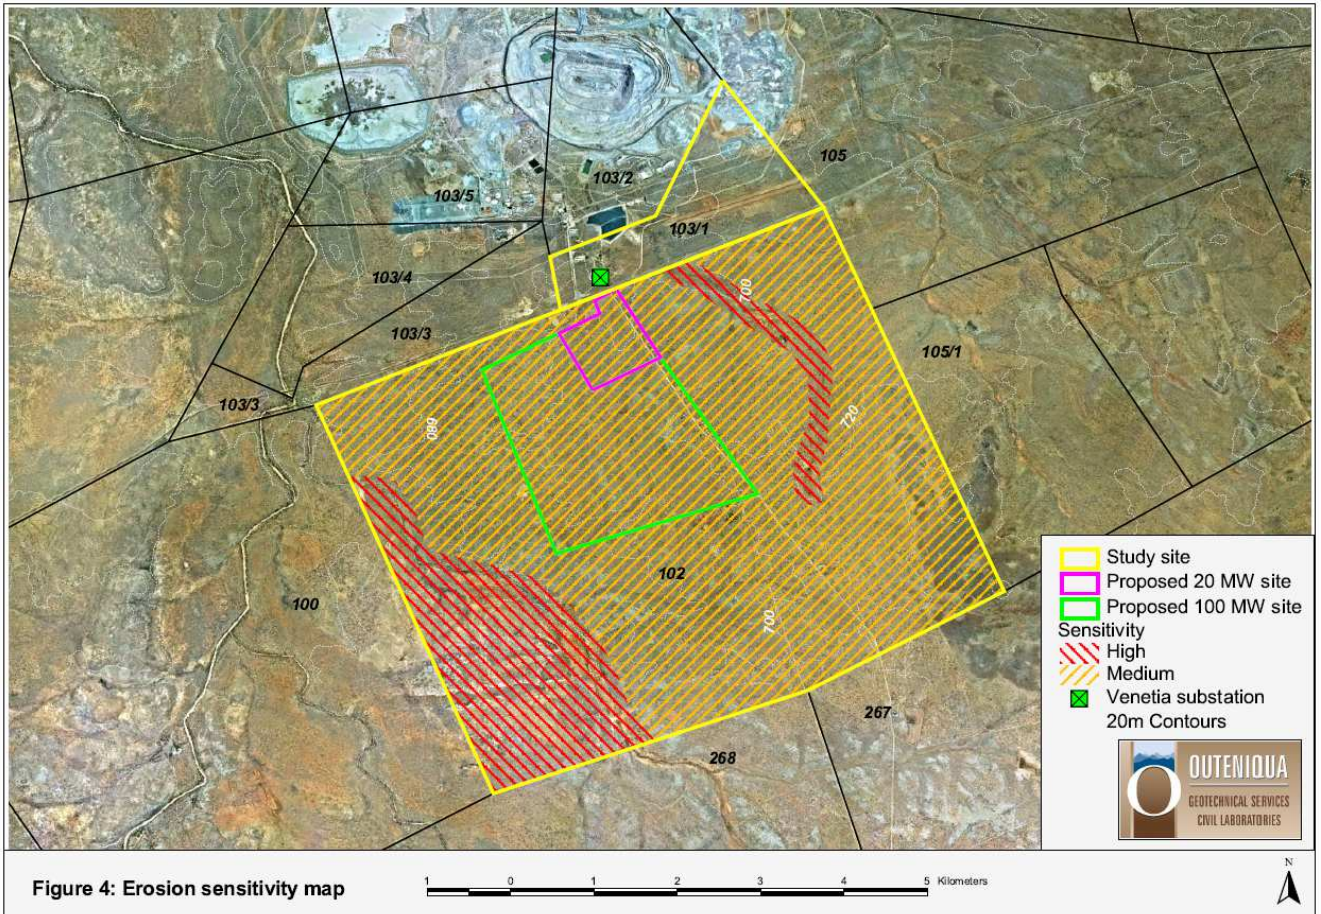 105
103/2
103/5
103/1
103/4
700
103/3
105/1
103/3
720
680
102
100
700
267
268
Study site
Proposed 20 MW site
Proposed 100 MW site
Sensitivity
High
Medium
Venetia substation
20m Contours
O
OUTENIQUA
GEOTECHNICAL SERVICES
CIVIL LABORATORIES
Figure 4: Erosion sensitivity map
1 0 1 2 3 4 5 Kilometers
N